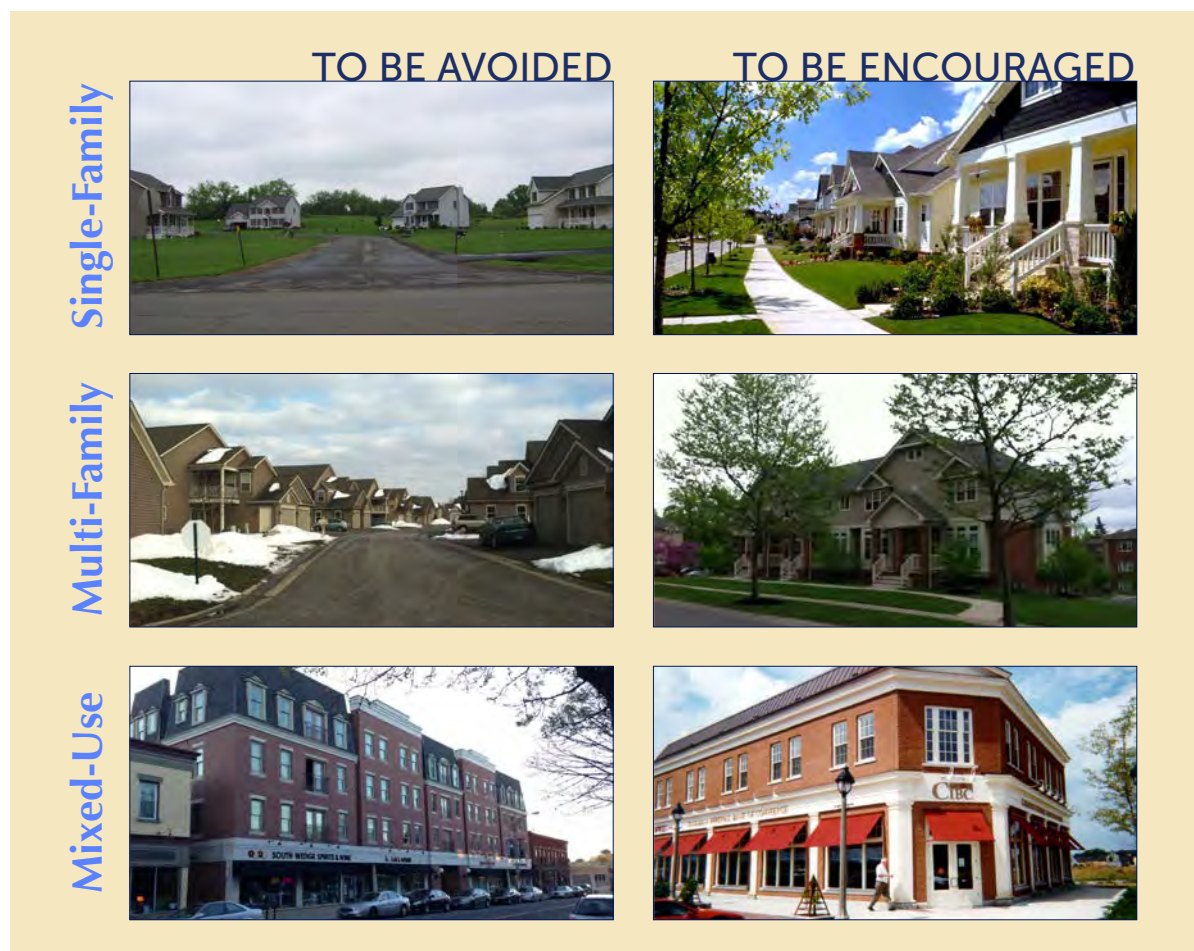 TO BE AVOIDED
TO BE ENCOURAGED
Single-Family
Multi-Family
Mixed-Use
SOUTH WEDGE SPIRITS & WINE
CIBC